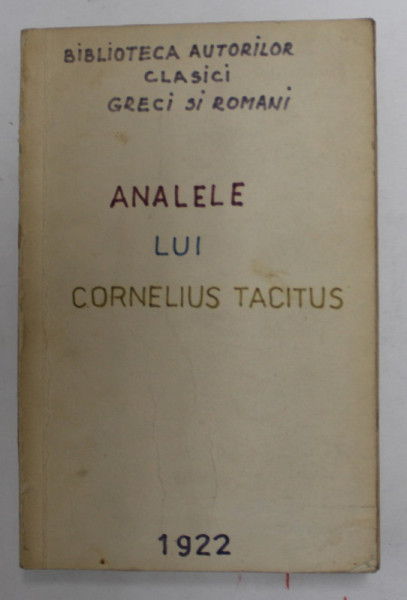 BIBLIOTECA AUTORILOR
CLASICI
GRECI SI ROMANI
ANALELE
LUI
CORNELIUS TACITUS
1922